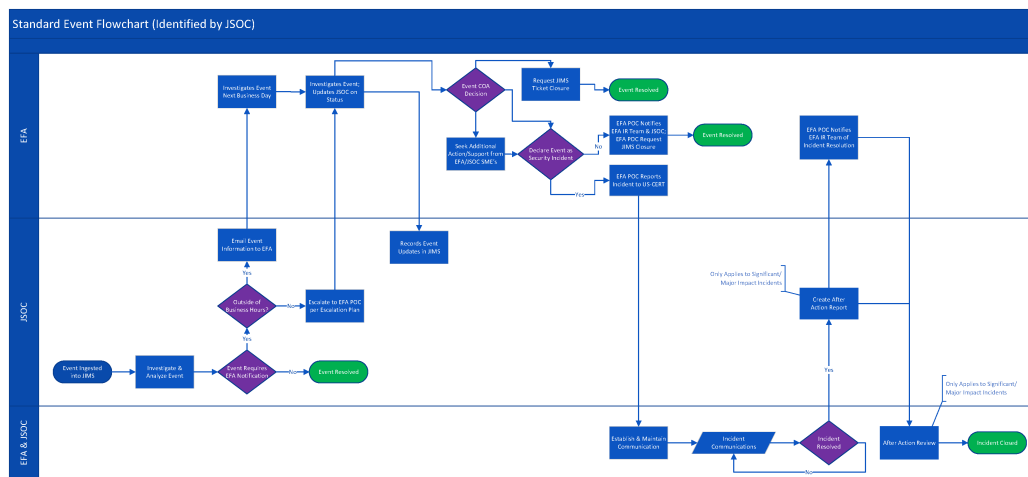 Standard Event Flowchart (Identified by JSOC)
EFA
Investigates Event
Next Business Day
Investigates Event;
Updates JSOC on
Status
Event COA
Decision
Request JIMS
Ticket Closure
Event Resolved
Seek Additional
Action/Support from
EFA/JSOC SME's
Declare Event as
Security Incident
No
EFA POC Notifies
EFA IR Team & JSOC;
EFA POC Request
JIMS Closure
Event Resolved
Yes
EFA POC Reports
Incident to US-CERT
EFA POC Notifies
EFA IR Team of
Incident Resolution
JSOC
Email Event
Information to EFA
Records Event
Updates in JIMS
Yes
Outside of
Business Hours?
No
Escalate to EFA POC
per Escalation Plan
Yes
Event Ingested
into JIMS
Investigate &
Analyze Event
Event Requires
EFA Notification
No
Event Resolved
Only Applies to Significant/
Major Impact Incidents
Create After
Action Report
Yes
EFA & JSOC
Establish & Maintain
Communication
Incident
Communications
Incident
Resolved
No
Only Applies to Significant/
Major Impact Incidents
After Action Review
Incident Closed